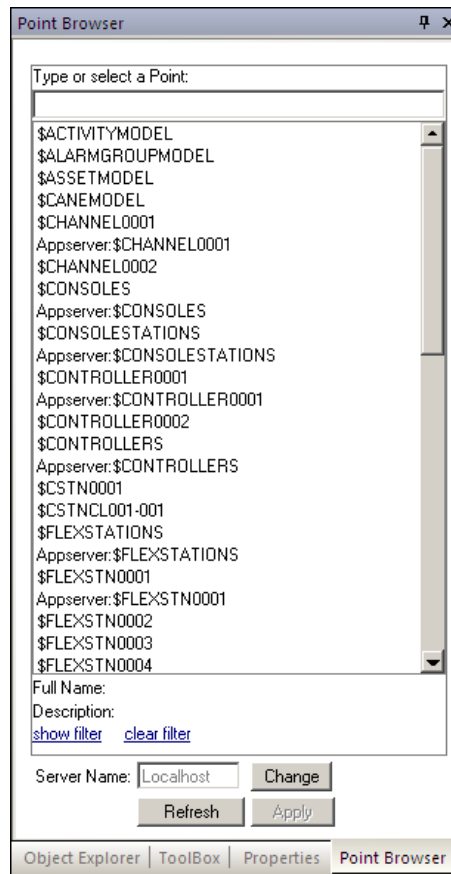 Point Browser
Type or select a Point:
$ACTIVITYMODEL
$ALARMGROUPMODEL
$ASSETMODEL
$CANEMODEL
$CHANNEL0001
Appserver:$CHANNEL0001
$CHANNEL0002
$CONSOLES
Appserver:$CONSOLES
$CONSOLESTATIONS
Appserver:$CONSOLESTATIONS
$CONTROLLER0001
Appserver:$CONTROLLER0001
$CONTROLLER0002
$CONTROLLERS
Appserver:$CONTROLLERS
$CSTN0001
$CSTNCL001-001
$FLEXSTATIONS
Appserver:$FLEXSTATIONS
$FLEXSTN0001
Appserver:$FLEXSTN0001
$FLEXSTN0002
$FLEXSTN0003
$FLEXSTN0004
Full Name:
Description:
show filter clear filter
Server Name: Localhost Change
Refresh Apply
Object Explorer ToolBox Properties Point Browser